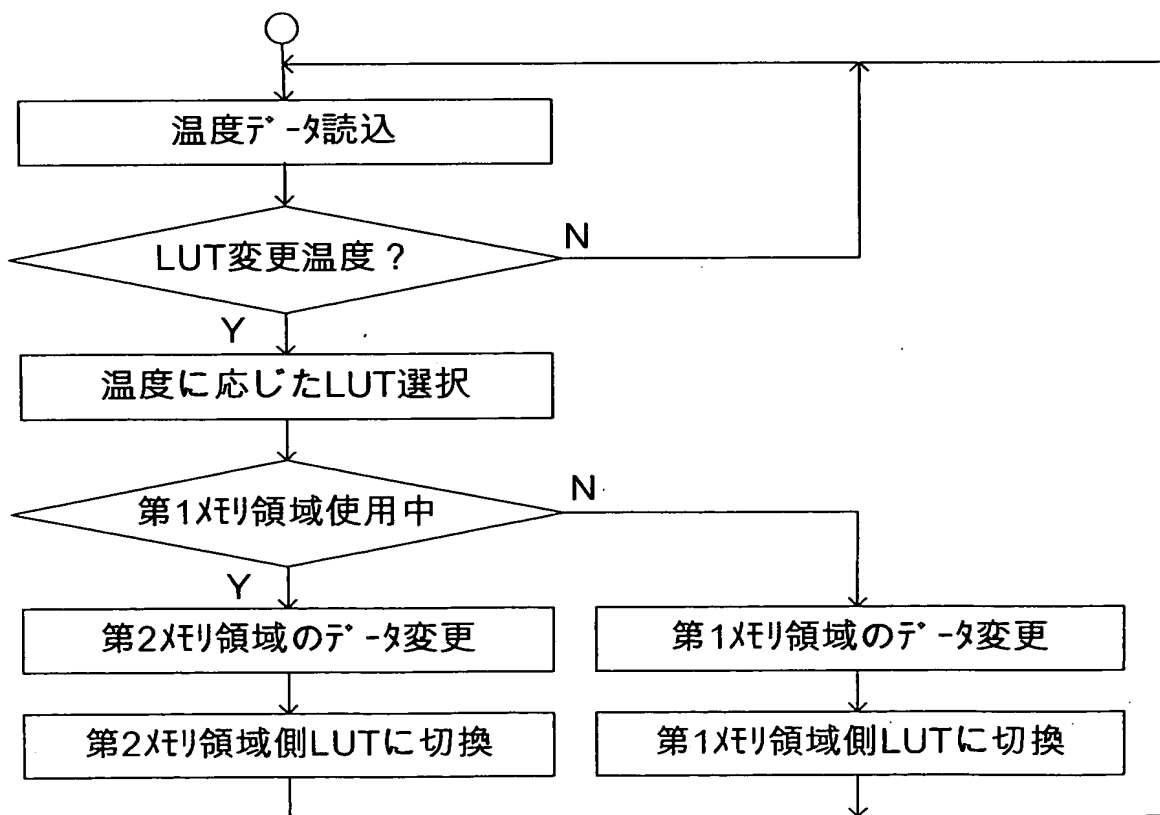 温度ﾃﾞｰﾀ読込
LUT変更温度？
N
Y
温度に応じたLUT選択
第1ﾒﾓﾘ領域使用中
N
Y
第2ﾒﾓﾘ領域のﾃﾞｰﾀ変更
第1ﾒﾓﾘ領域のﾃﾞｰﾀ変更
第2ﾒﾓﾘ領域側LUTに切換
第1ﾒﾓﾘ領域側LUTに切換